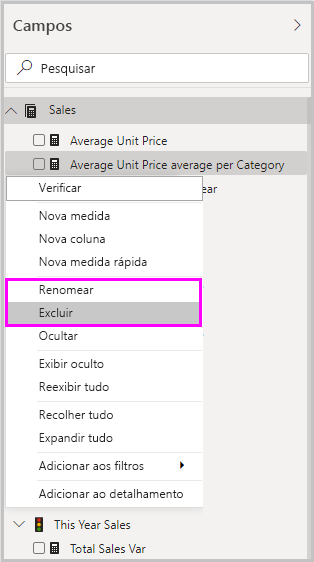 Campos
Pesquisar
Sales
Average Unit Price
Average Unit Price average per Category
Verificar
ear
Nova medida
Nova coluna
Nova medida rápida
Renomear
Excluir
Ocultar
Exibir oculto
Reexibir tudo
Recolher tudo
Expandir tudo
Adicionar aos filtros
Adicionar ao detalhamento
This Year Sales
Total Sales Var